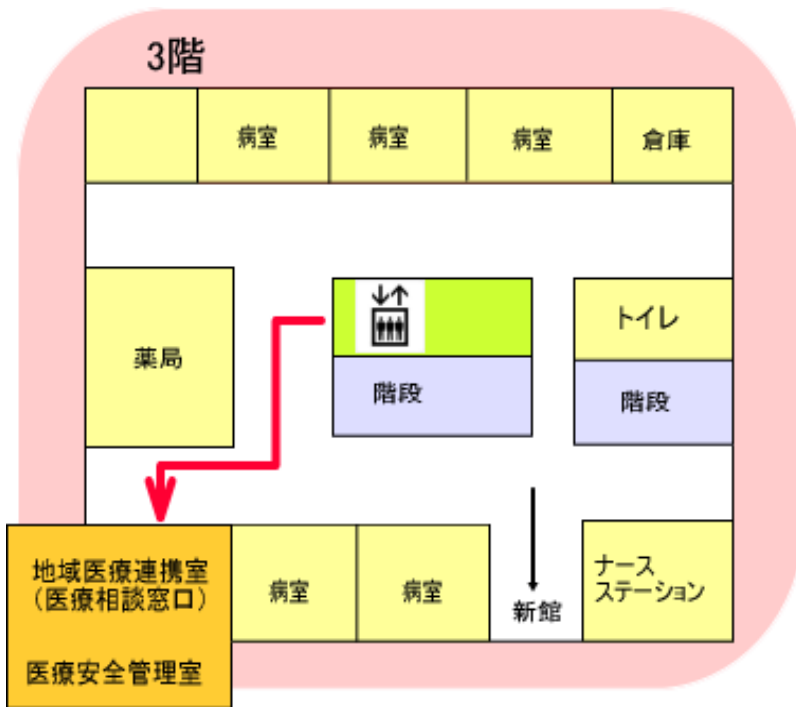 3階
病室
病室
病室
倉庫
トイレ
薬局
階段
階段
地域医療連携室
（医療相談窓口）
医療安全管理室
病室
病室
新館
ナース
ステーション